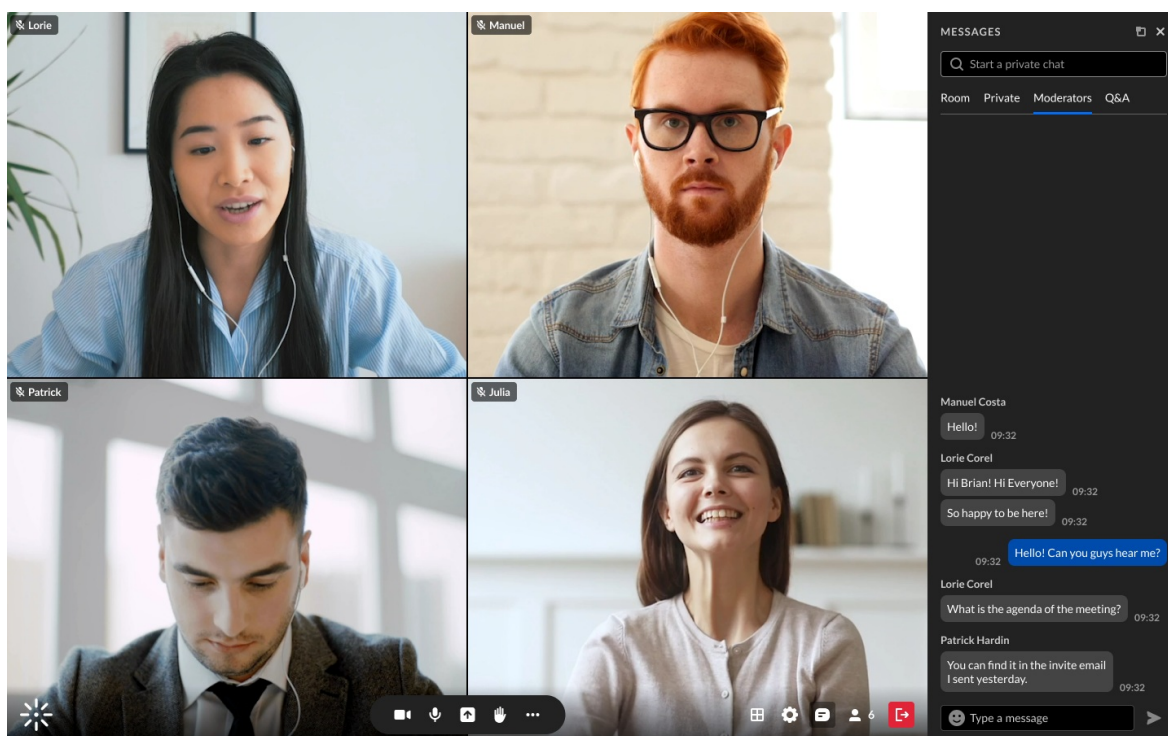 Lorie
Manuel
Patrick
Julia
6
MESSAGES
Start a private chat
Room Private Moderators Q&A
Manuel Costa
Hello!
09:32
Lorie Corel
Hi Brian! Hi Everyone!
09:32
So happy to be here!
09:32
Hello! Can you guys hear me?
09:32
Lorie Corel
What is the agenda of the meeting?
09:32
Patrick Hardin
You can find it in the invite email
I sent yesterday.
09:32
Type a message